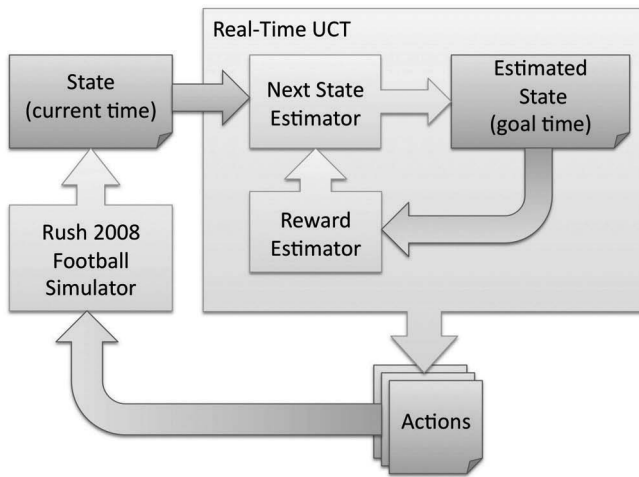 Real-Time UCT
State
(current time)
Next State
Estimator
Estimated
State
(goal time)
Reward
Estimator
Rush 2008
Football
Simulator
Actions